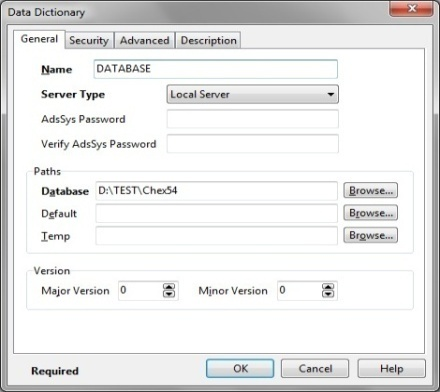 Data Dictionary
General Security Advanced Description
Name DATABASE
Server Type Local Server
AdsSys Password
Verify AdsSys Password
Paths
Database D:\TEST\Chex54 Browse...
Default Browse...
Temp Browse...
Version
Major Version 0 Minor Version 0
Required OK Cancel Help